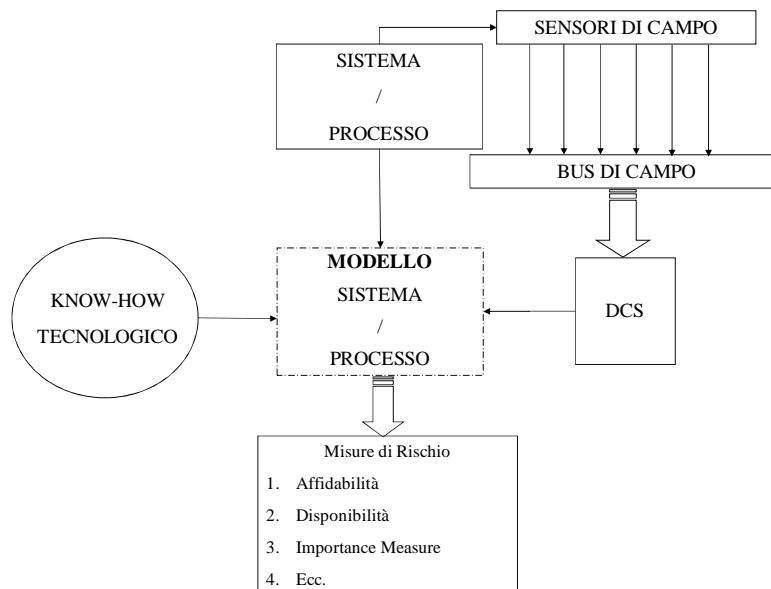 SENSORI DI CAMPO
SISTEMA
/
PROCESSO
BUS DI CAMPO
MODELLO
SISTEMA
/
PROCESSO
KNOW-HOW
TECNOLOGICO
DCS
Misure di Rischio
1. Affidabilità
2. Disponibilità
3. Importance Measure
4. Ecc.